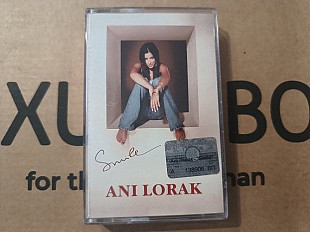 XU BO
for th man
Smile
ANI LORAK